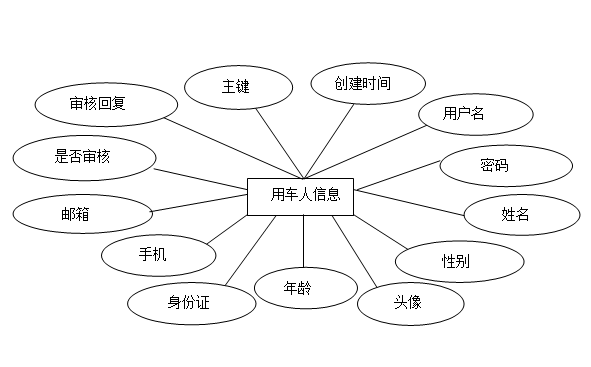 主键
创建时间
审核回复
用户名
是否审核
密码
用车人信息
邮箱
姓名
手机
性别
身份证
年龄
头像